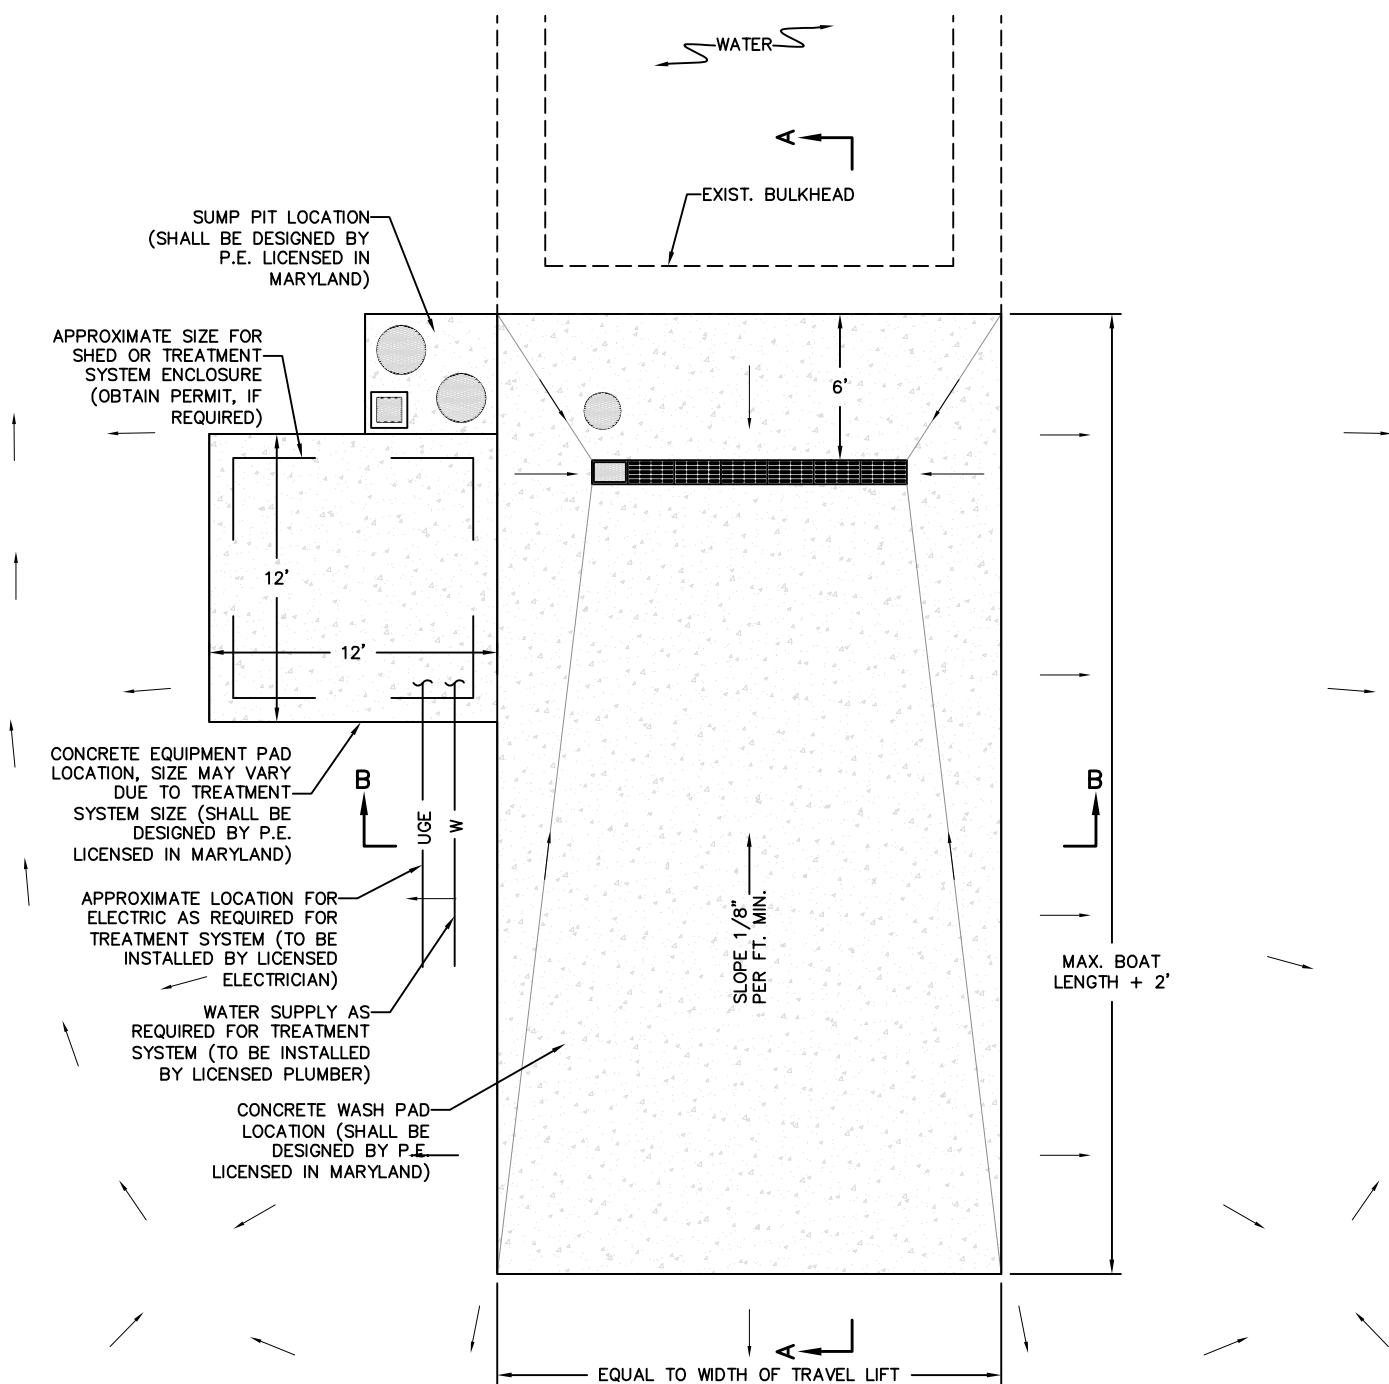 WATER
A
EXIST. BULKHEAD
SUMP PIT LOCATION
(SHALL BE DESIGNED BY
P.E. LICENSED IN
MARYLAND)
APPROXIMATE SIZE FOR
SHED OR TREATMENT
SYSTEM ENCLOSURE
(OBTAIN PERMIT, IF
REQUIRED)
6'
12'
12'
CONCRETE EQUIPMENT PAD
LOCATION, SIZE MAY VARY
DUE TO TREATMENT
SYSTEM SIZE (SHALL BE
DESIGNED BY P.E.
LICENSED IN MARYLAND)
B
B
UGE
W
APPROXIMATE LOCATION FOR
ELECTRIC AS REQUIRED FOR
TREATMENT SYSTEM (TO BE
INSTALLED BY LICENSED
ELECTRICIAN)
SLOPE 1/8"
PER FT. MIN.
MAX. BOAT
LENGTH + 2'
WATER SUPPLY AS
REQUIRED FOR TREATMENT
SYSTEM (TO BE INSTALLED
BY LICENSED PLUMBER)
CONCRETE WASH PAD
LOCATION (SHALL BE
DESIGNED BY P.E.
LICENSED IN MARYLAND)
A
EQUAL TO WIDTH OF TRAVEL LIFT